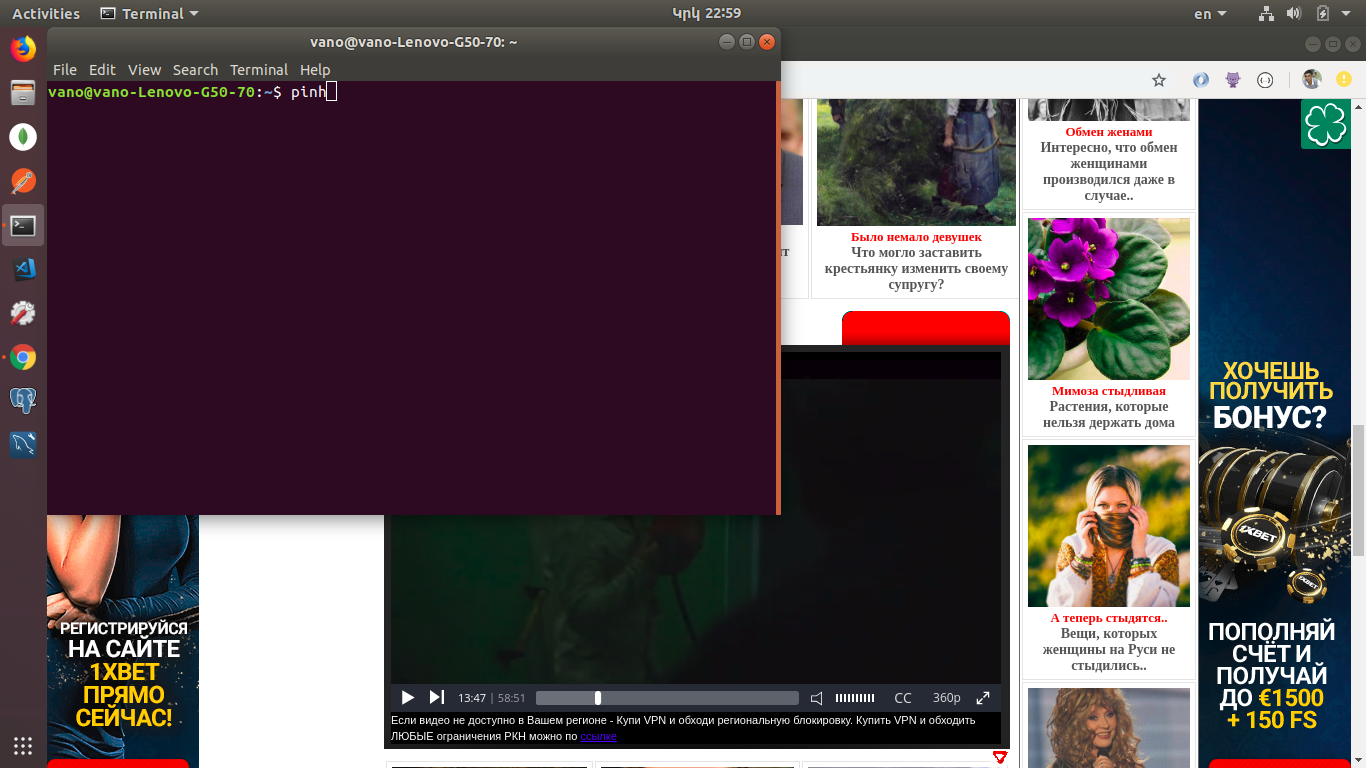 Activities
Terminal
Կիրկ 22:59
en
vano@vano-Lenovo-G50-70: ~
File Edit View Search Terminal Help
vano@vano-Lenovo-G50-70:~$ pinh
Было немало девушек
Что могло заставить
крестьянку изменить своему
супругу?
Обмен женами
Интересно, что обмен
женщинами
производился даже в
случае..
Мимоза стыдливая
Растения, которые
нельзя держать дома
А теперь стыдятся..
Вещи, которых
женщины на Руси не
стыдились..
ХОЧЕШЬ
ПОЛУЧИТЬ
БОНУС?
1XBET
1XBET
ПОПОЛНЯЙ
СЧЁТ И
ПОЛУЧАЙ
ДО €1500
+ 150 FS
РЕГИСТРИРУЙСЯ
НА САЙТЕ
1XBET
ПРЯМО
СЕЙЧАС!
13:47 | 58:51
CC
360p
Если видео не доступно в Вашем регионе - Купи VPN и обходи региональную блокировку. Купить VPN и обходить
ЛЮБЫЕ ограничения РКН можно по ссылке